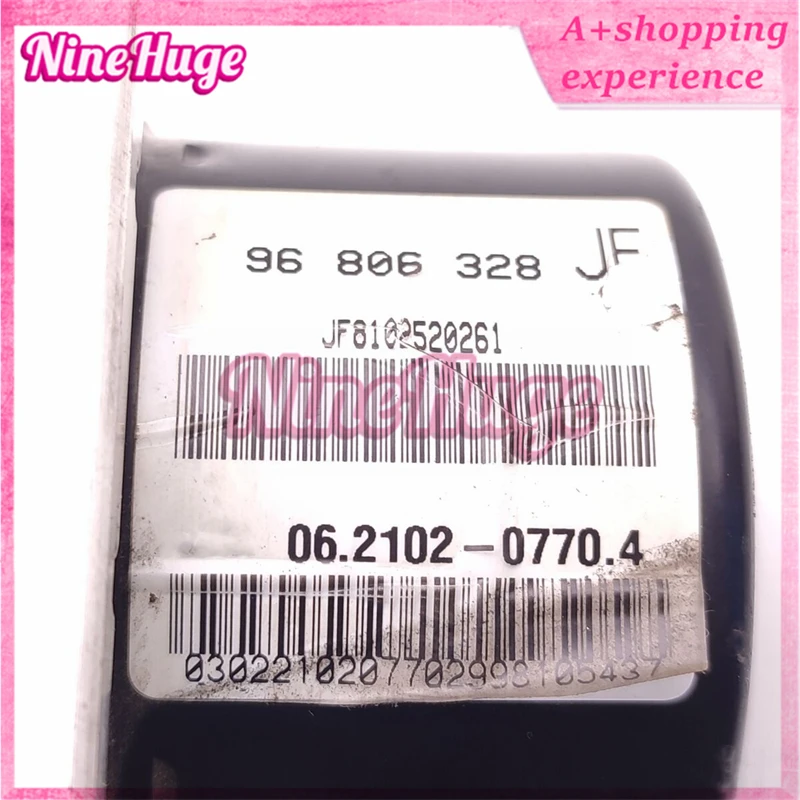 NineHuge
A+shopping
experience
96 806 328 JF
JF8102520261
NineHuge
06.2102-0770.4
0302210207702998105437